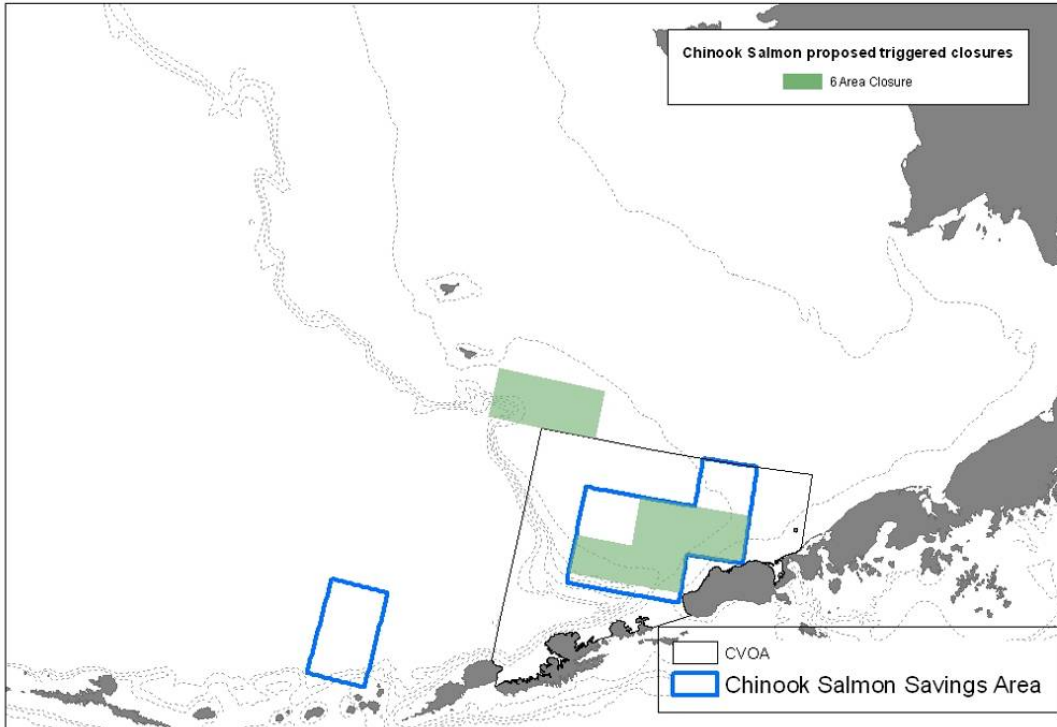 Chinook Salmon proposed triggered closures
6 Area Closure
CVOA
Chinook Salmon Savings Area